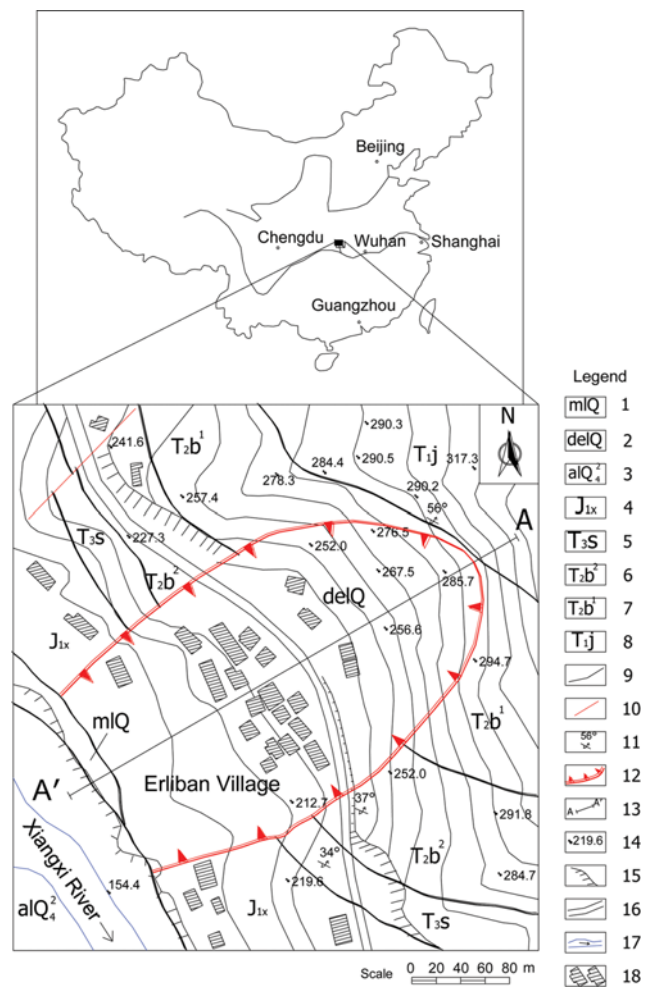 Beijing
Chengdu
Wuhan
Shanghai
Guangzhou
N
290.3
241.6
T₂b¹
T₁j
317.3
284.4
290.5
278.3
290.2
257.4
56°
A
T₃s
227.3
276.5
252.0
T₂b²
delQ
267.5
285.7
J₁ₓ
256.6
294.7
mlQ
T₂b¹
A′
Erliban Village
252.0
212.7
37°
291.8
Xiangxi River
34°
T₂b²
154.4
219.6
284.7
alQ₄²
J₁ₓ
T₃s
Scale 0 20 40 60 80 m
Legend
mlQ 1
delQ 2
alQ₄² 3
J₁ₓ 4
T₃s 5
T₂b² 6
T₂b¹ 7
T₁j 8
9
10
56° 11
12
A A′ 13
219.6 14
15
16
17
18